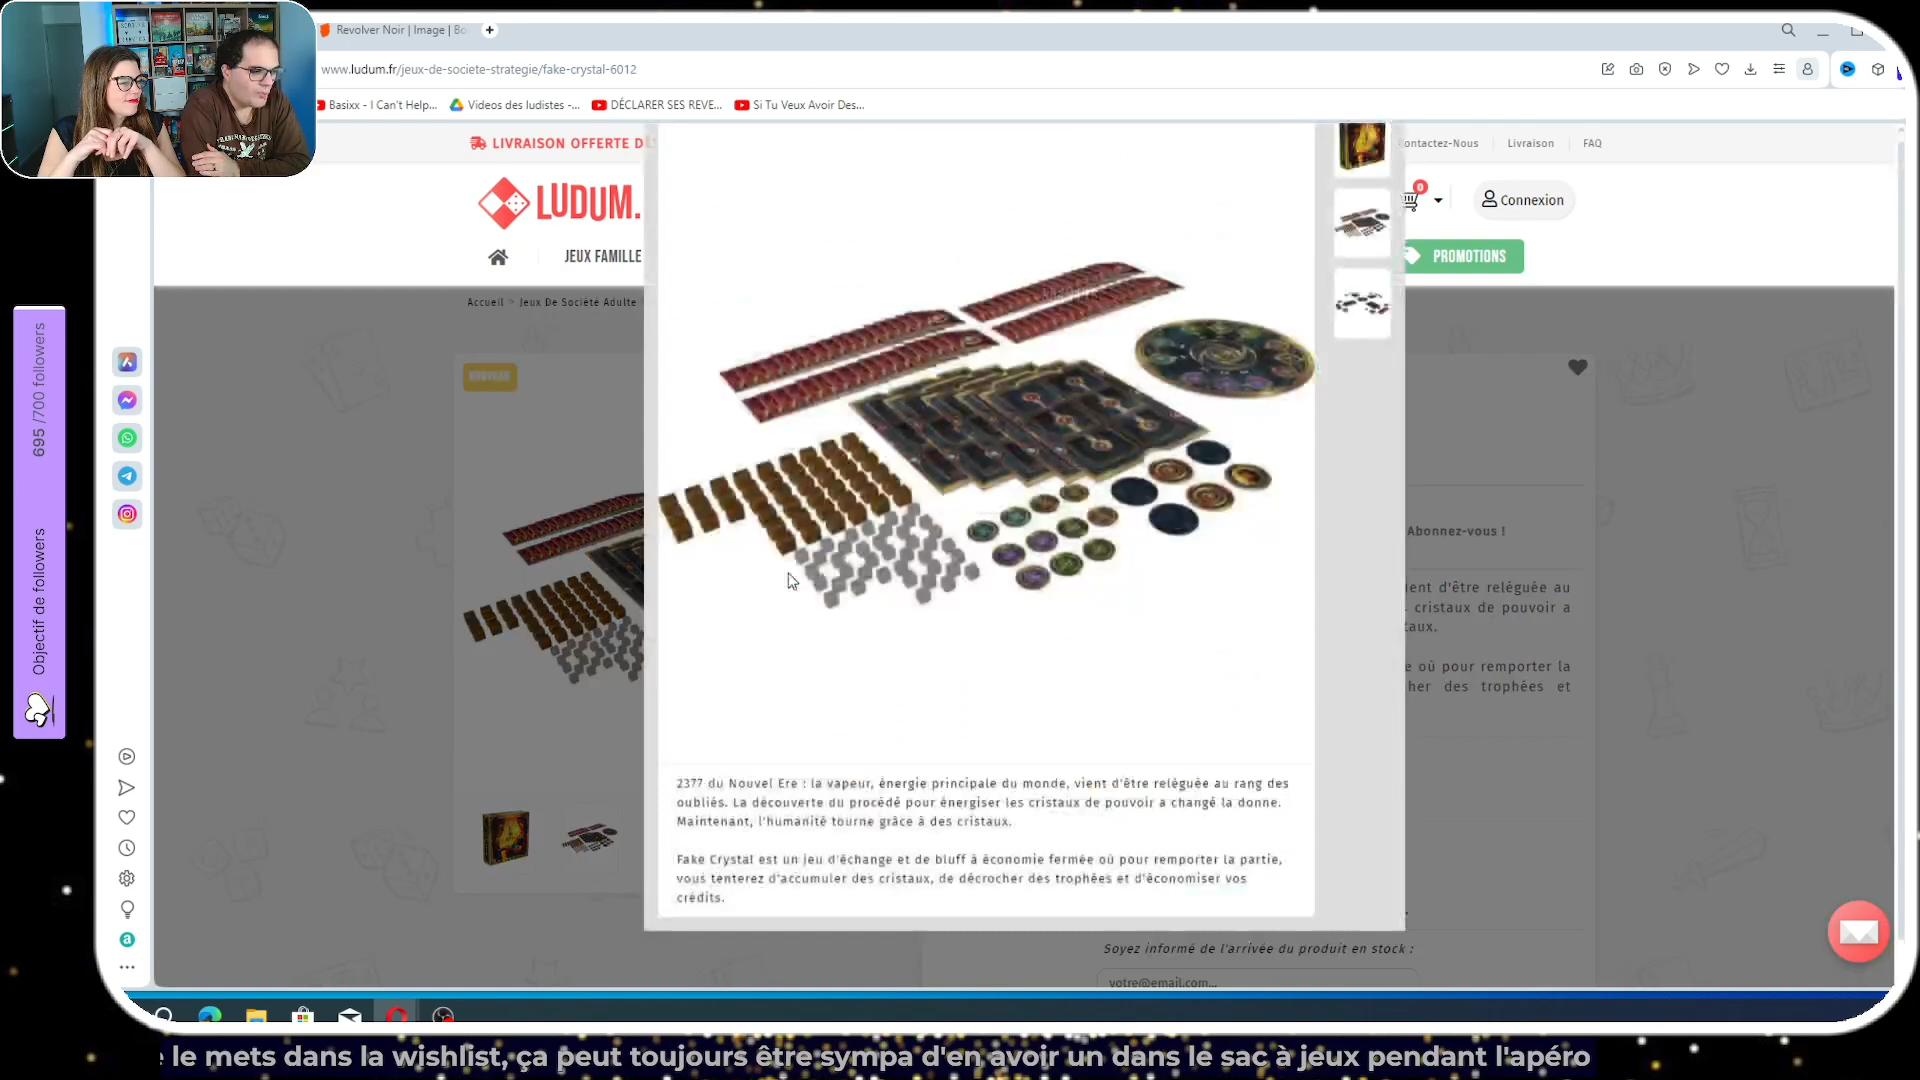 Revolver Noir | Image | Bo
www.ludum.fr/jeux-de-societe-strategie/fake-crystal-6012
Basixx - I Can't Help...
Videos des ludistes -...
DÉCLARER SES REVE...
Si Tu Veux Avoir Des...
LIVRAISON OFFERTE DÈ
ontactez-Nous
Livraison
FAQ
LUDUM.
0
Connexion
JEUX FAMILLE
PROMOTIONS
Accueil > Jeux De Société Adulte
NOUVEAU
Abonnez-vous !
ient d'être reléguée au
cristaux de pouvoir a
taux.
e où pour remporter la
her des trophées et
2377 du Nouvel Ere : la vapeur, énergie principale du monde, vient d'être reléguée au rang des
oubliés. La découverte du procédé pour énergiser les cristaux de pouvoir a changé la donne.
Maintenant, l'humanité tourne grâce à des cristaux.
Fake Crystal est un jeu d'échange et de bluff à économie fermée où pour remporter la partie,
vous tenterez d'accumuler des cristaux, de décrocher des trophées et d'économiser vos
crédits.
Soyez informé de l'arrivée du produit en stock :
votre@email.com...
Objectif de followers
695 /700 followers
le mets dans la wishlist, ça peut toujours être sympa d'en avoir un dans le sac à jeux pendant l'apéro